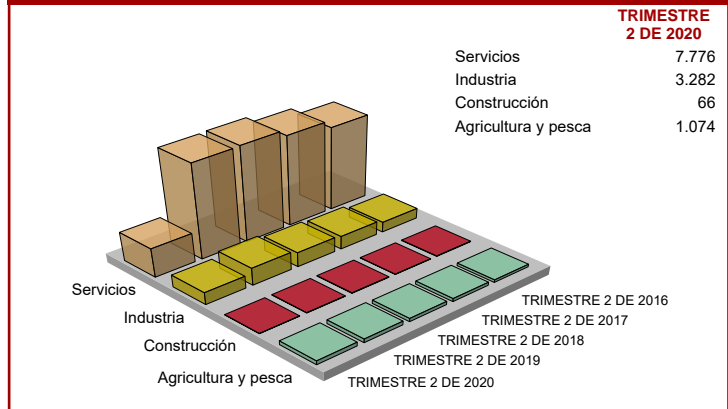 TRIMESTRE
2 DE 2020
Servicios 7.776
Industria 3.282
Construcción 66
Agricultura y pesca 1.074
Servicios
Industria
Construcción
Agricultura y pesca
TRIMESTRE 2 DE 2016
TRIMESTRE 2 DE 2017
TRIMESTRE 2 DE 2018
TRIMESTRE 2 DE 2019
TRIMESTRE 2 DE 2020